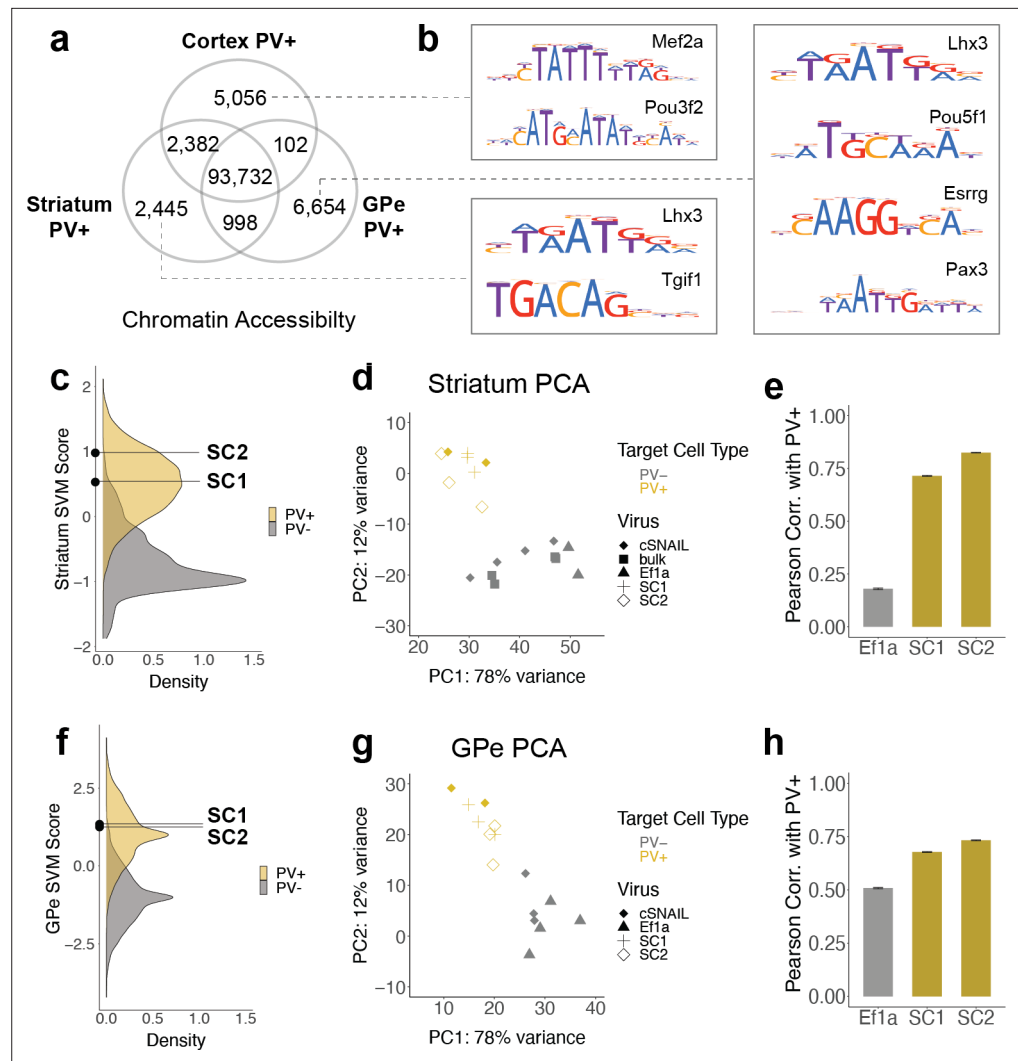 a
Cortex PV+
5,056
2,382
102
93,732
Striatum PV+
2,445
998
6,654
GPe PV+
Chromatin Accessibilty
b
Mef2a
Pou3f2
Lhx3
Tgif1
Lhx3
Pou5f1
Esrrg
Pax3
c
Striatum SVM Score
2
1
0
−1
−2
SC2
SC1
PV+
PV-
0.0 0.5 1.0 1.5
Density
d
Striatum PCA
PC2: 12% variance
10
0
−10
−20
−30
20 30 40 50
PC1: 78% variance
Target Cell Type
PV−
PV+
Virus
cSNAIL
bulk
Ef1a
SC1
SC2
e
Pearson Corr. with PV+
1.00
0.75
0.50
0.25
0.00
Ef1a SC1 SC2
f
GPe SVM Score
2.5
0.0
−2.5
SC1
SC2
PV+
PV-
0.0 0.5 1.0 1.5
Density
g
GPe PCA
PC2: 12% variance
30
20
10
0
−10
10 20 30 40
PC1: 78% variance
Target Cell Type
PV−
PV+
Virus
cSNAIL
Ef1a
SC1
SC2
h
Pearson Corr. with PV+
1.00
0.75
0.50
0.25
0.00
Ef1a SC1 SC2